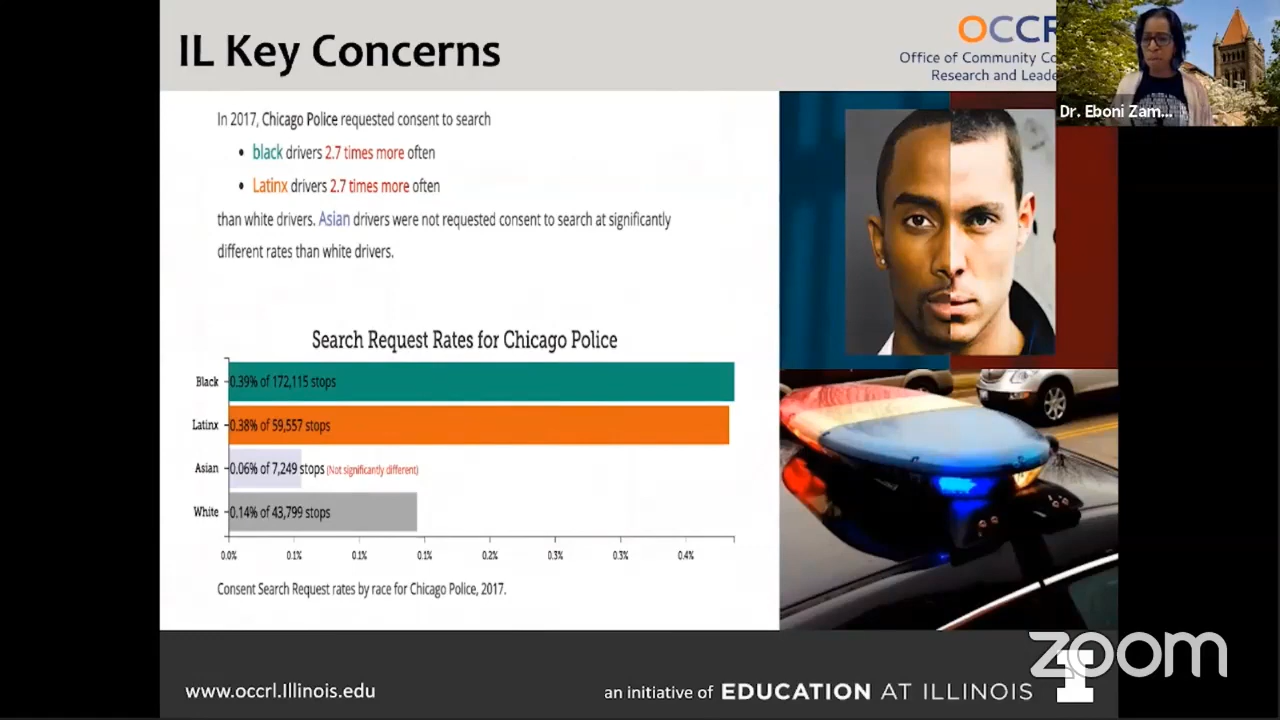 IL Key Concerns
OCCR
Office of Community Co
Research and Leade
Dr. Eboni Zam...
In 2017, Chicago Police requested consent to search
• black drivers 2.7 times more often
• Latinx drivers 2.7 times more often
than white drivers. Asian drivers were not requested consent to search at significantly
different rates than white drivers.
Search Request Rates for Chicago Police
Black 0.39% of 172,115 stops
Latinx 0.38% of 59,557 stops
Asian 0.06% of 7,249 stops (Not significantly different)
White 0.14% of 43,799 stops
0.0% 0.1% 0.1% 0.1% 0.2% 0.3% 0.3% 0.4%
Consent Search Request rates by race for Chicago Police, 2017.
www.occrl.Illinois.edu
an initiative of EDUCATION AT ILLINOIS
I
zoom